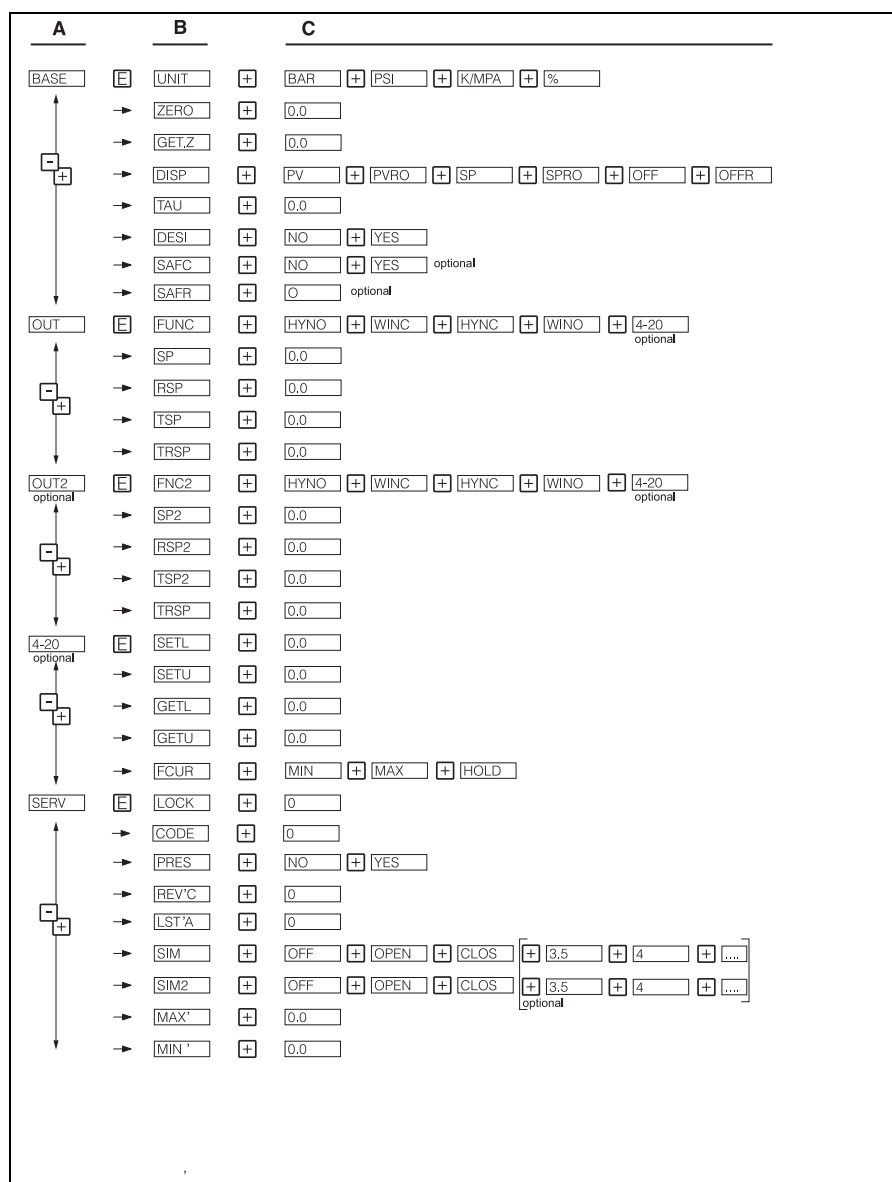 A B C
BASE E UNIT + BAR + PSI + K/MPA + %
ZERO + 0.0
GET.Z + 0.0
- +
DISP + PV + PVRO + SP + SPRO + OFF + OFFR
TAU + 0.0
DESI + NO + YES
SAFC + NO + YES optional
SAFR + O optional
OUT E FUNC + HYNO + WINC + HYNC + WINO + 4-20
optional
SP + 0.0
- +
RSP + 0.0
TSP + 0.0
TRSP + 0.0
OUT2 E FNC2 + HYNO + WINC + HYNC + WINO + 4-20
optional optional
SP2 + 0.0
- +
RSP2 + 0.0
TSP2 + 0.0
TRSP + 0.0
4-20 E SETL + 0.0
optional
SETU + 0.0
- +
GETL + 0.0
GETU + 0.0
FCUR + MIN + MAX + HOLD
SERV E LOCK + 0
CODE + 0
PRES + NO + YES
REV'C + 0
- +
LST'A + 0
SIM + OFF + OPEN + CLOS + 3.5 + 4 + ....
SIM2 + OFF + OPEN + CLOS + 3.5 + 4 + ....
optional
MAX' + 0.0
MIN ' + 0.0
,